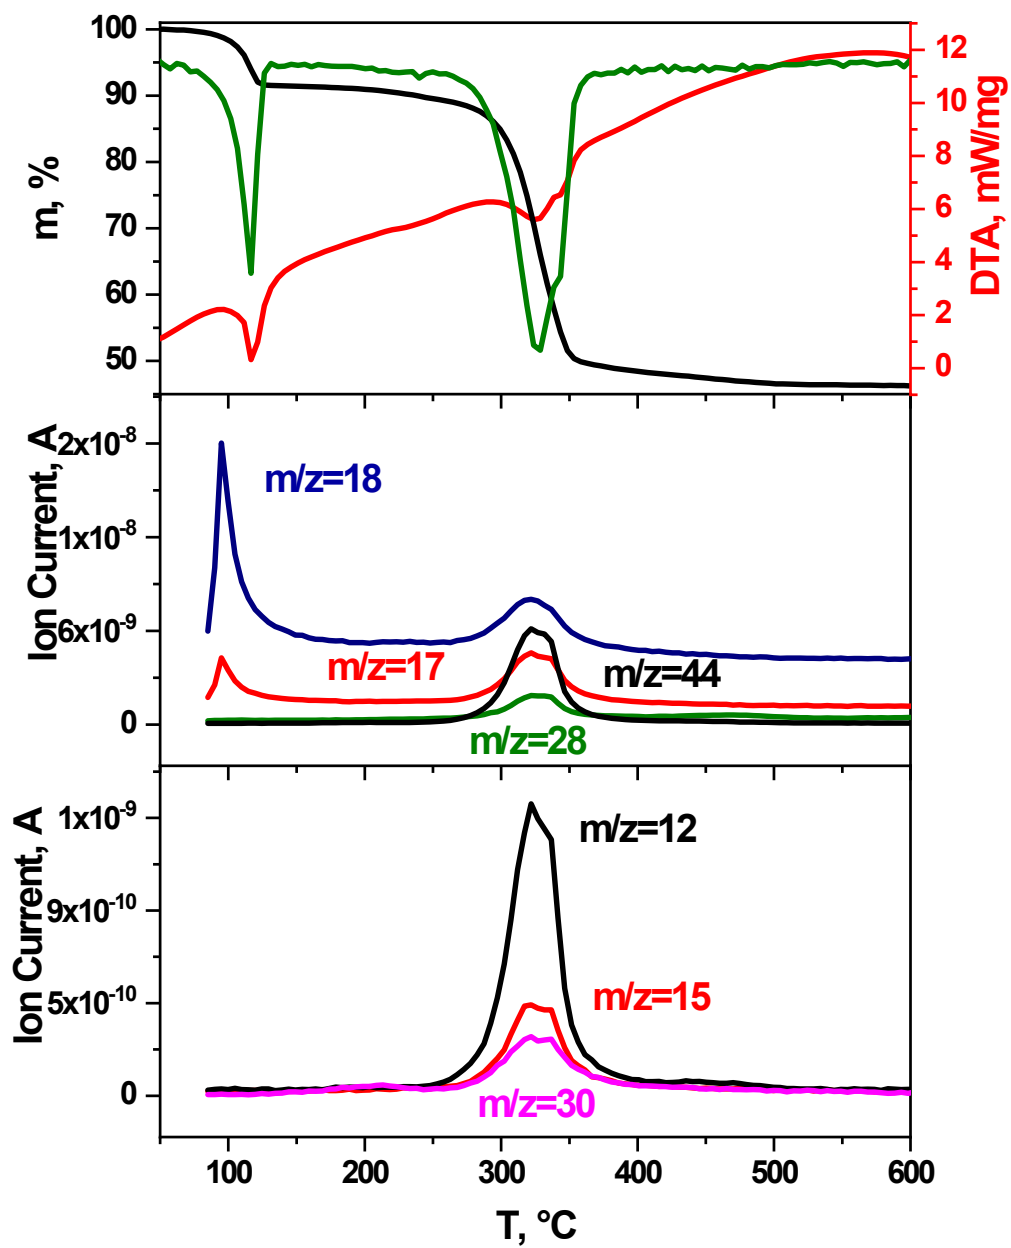 100
90
80
70
60
50
m, %
12
10
8
6
4
2
0
DTA, mW/mg
2x10⁻⁸
1x10⁻⁸
6x10⁻⁹
0
Ion Current, A
m/z=18
m/z=17
m/z=44
m/z=28
1x10⁻⁹
9x10⁻¹⁰
5x10⁻¹⁰
0
Ion Current, A
m/z=12
m/z=15
m/z=30
100 200 300 400 500 600
T, °C